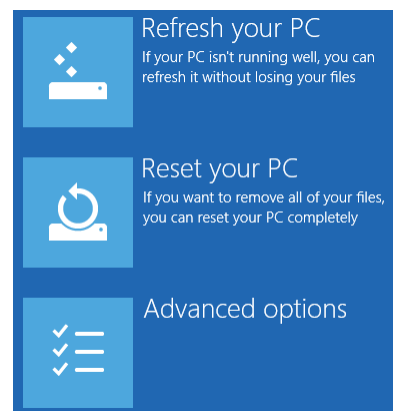 Refresh your PC
If your PC isn't running well, you can
refresh it without losing your files
Reset your PC
If you want to remove all of your files,
you can reset your PC completely
Advanced options